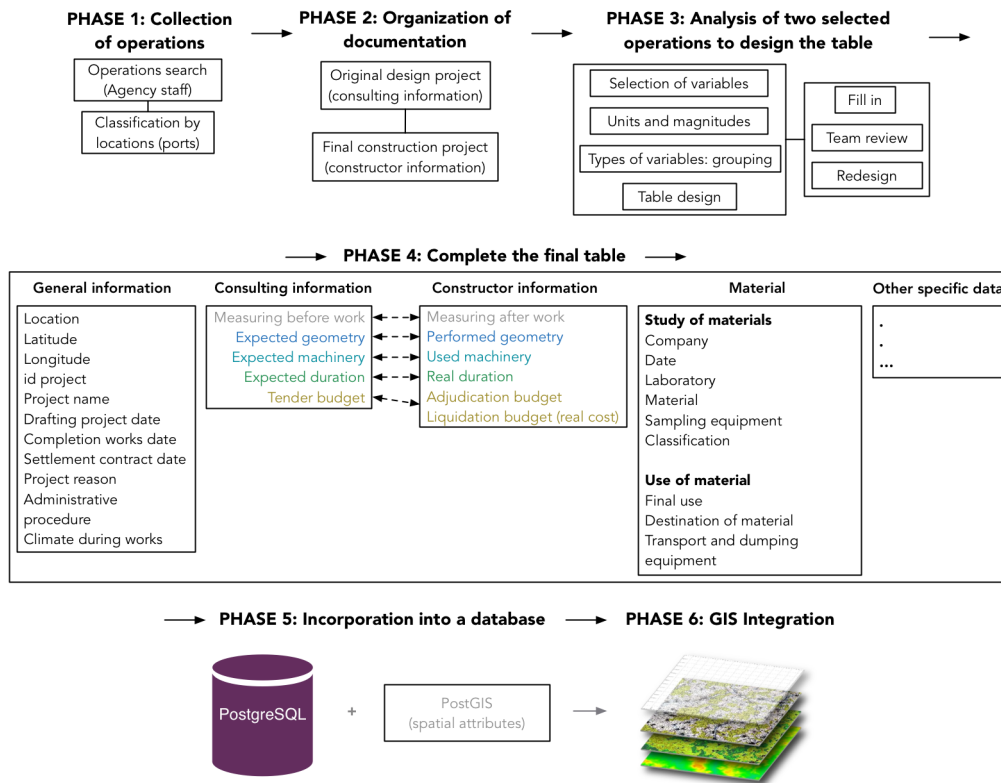 PHASE 1: Collection
of operations
Operations search
(Agency staff)
Classification by
locations (ports)
PHASE 2: Organization of
documentation
Original design project
(consulting information)
Final construction project
(constructor information)
PHASE 3: Analysis of two selected
operations to design the table
Selection of variables
Units and magnitudes
Types of variables: grouping
Table design
Fill in
Team review
Redesign
PHASE 4: Complete the final table
General information
Location
Latitude
Longitude
id project
Project name
Drafting project date
Completion works date
Settlement contract date
Project reason
Administrative
procedure
Climate during works
Consulting information
Measuring before work
Expected geometry
Expected machinery
Expected duration
Tender budget
Constructor information
Measuring after work
Performed geometry
Used machinery
Real duration
Adjudication budget
Liquidation budget (real cost)
Material
Study of materials
Company
Date
Laboratory
Material
Sampling equipment
Classification
Use of material
Final use
Destination of material
Transport and dumping
equipment
Other specific data
.
.
...
PHASE 5: Incorporation into a database
PostgreSQL
+
PostGIS
(spatial attributes)
PHASE 6: GIS Integration